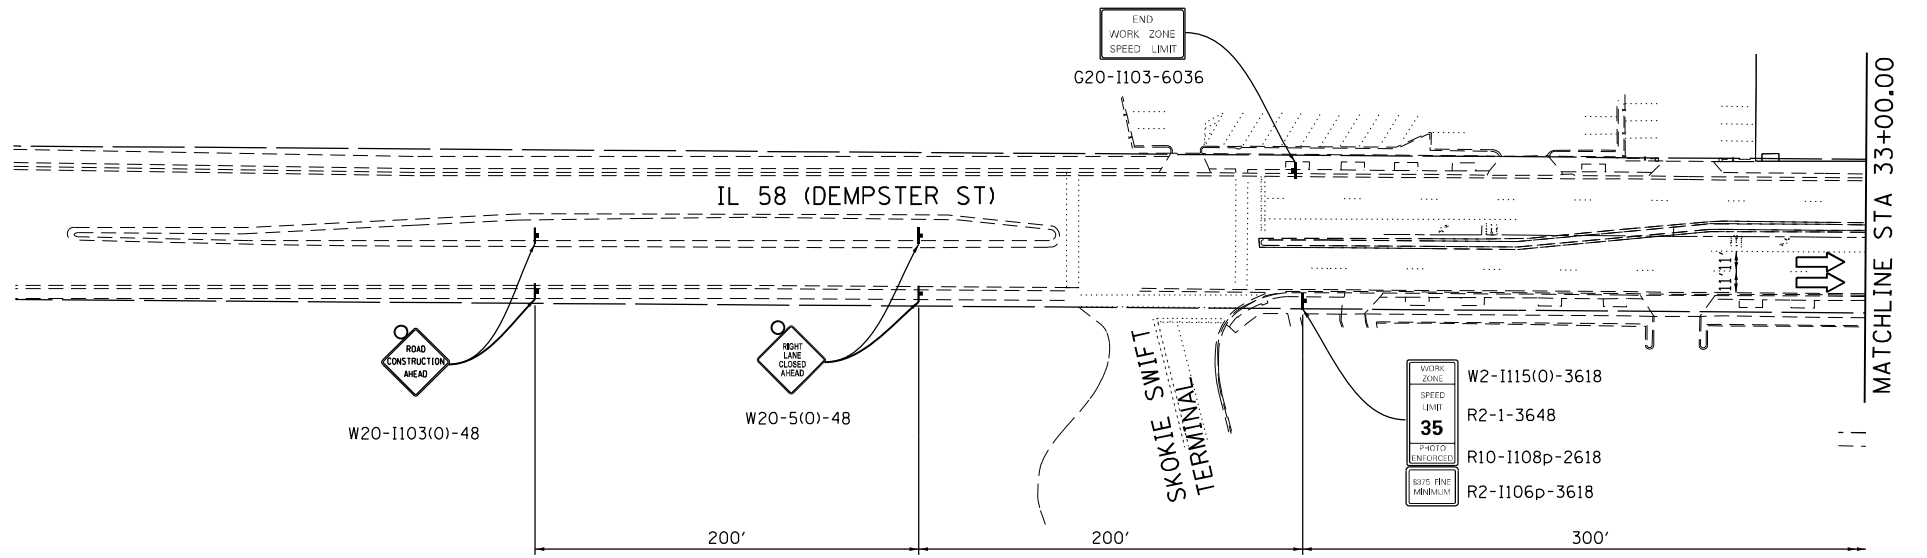 END
WORK ZONE
SPEED LIMIT
G20-I103-6036
IL 58 (DEMPSTER ST)
MATCHLINE STA 33+00.00
11'
11'
ROAD
CONSTRUCTION
AHEAD
W20-I103(O)-48
RIGHT
LANE
CLOSED
AHEAD
W20-5(O)-48
SKOKIE SWIFT
TERMINAL
WORK
ZONE
W2-I115(O)-3618
SPEED
LIMIT
35
R2-1-3648
PHOTO
ENFORCED
R10-I108p-2618
$375 FINE
MINIMUM
R2-I106p-3618
200'
200'
300'